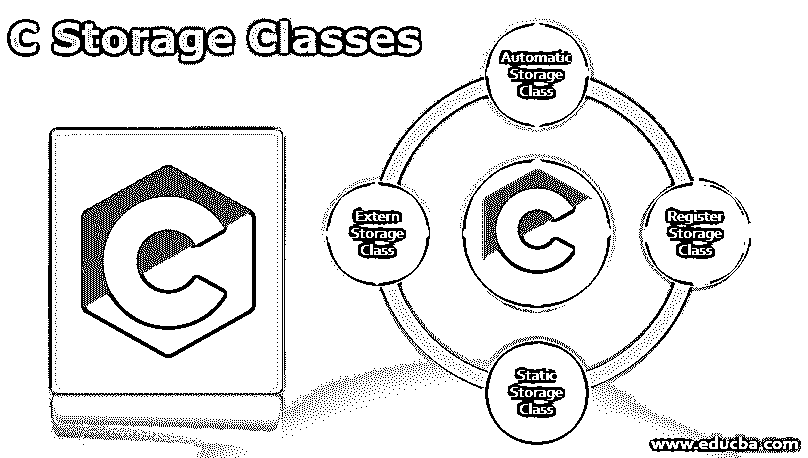 C Storage Classes
Automatic
Storage
Class
Extern
Storage
Class
Register
Storage
Class
Static
Storage
Class
www.educba.com